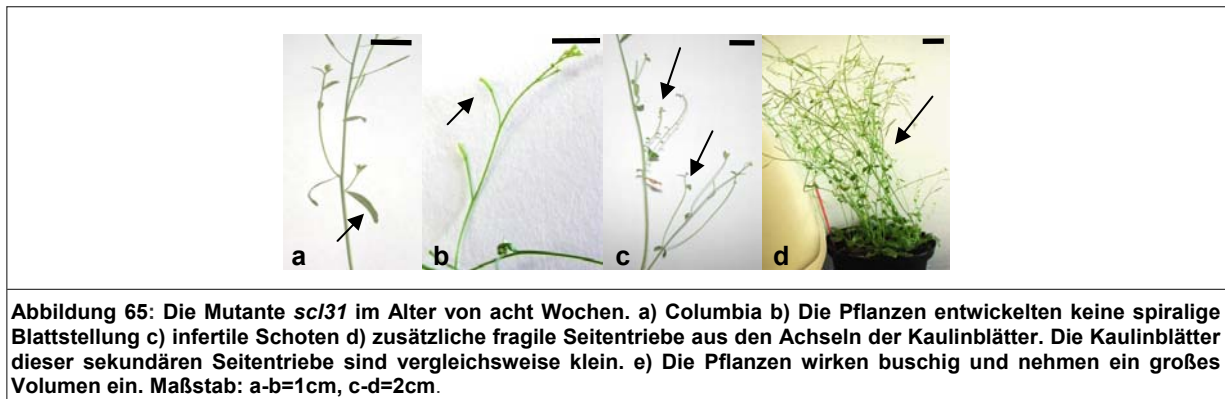 a b c d
Abbildung 65: Die Mutante scl31 im Alter von acht Wochen. a) Columbia b) Die Pflanzen entwickelten keine spiralige
Blattstellung c) infertile Schoten d) zusätzliche fragile Seitentriebe aus den Achseln der Kaulinblätter. Die Kaulinblätter
dieser sekundären Seitentriebe sind vergleichsweise klein. e) Die Pflanzen wirken buschig und nehmen ein großes
Volumen ein. Maßstab: a-b=1cm, c-d=2cm.